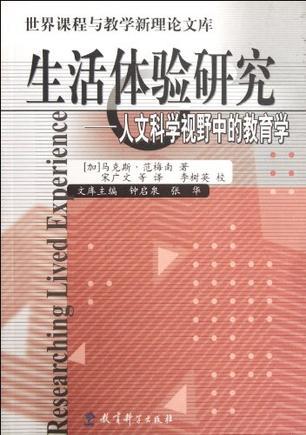 世界课程与教学新理论文库
生活体验研究
—人文科学视野中的教育学
[加]马克斯·范梅南 著
宋广文 等 译 李树英 校
文库主编 钟启泉 张 华
Researching Lived Experience
教育科学出版社